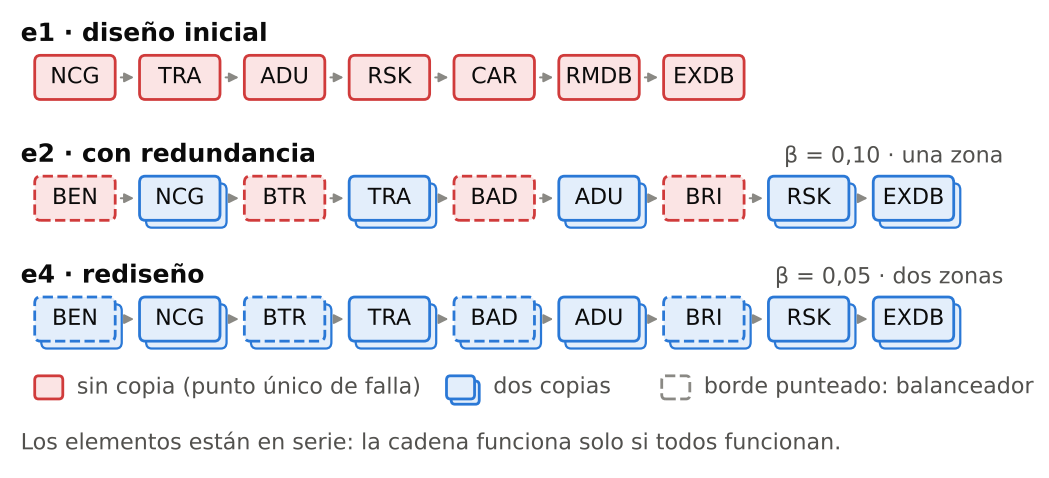 e1 · diseño inicial
NCG TRA ADU RSK CAR RMDB EXDB
e2 · con redundancia
β = 0,10 · una zona
BEN NCG BTR TRA BAD ADU BRI RSK EXDB
e4 · rediseño
β = 0,05 · dos zonas
BEN NCG BTR TRA BAD ADU BRI RSK EXDB
sin copia (punto único de falla) dos copias borde punteado: balanceador
Los elementos están en serie: la cadena funciona solo si todos funcionan.